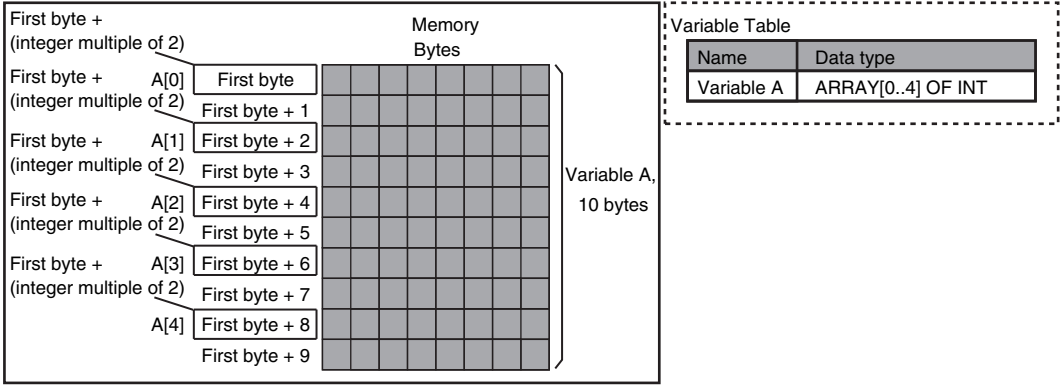 First byte +
(integer multiple of 2)
Memory
Bytes
First byte +
(integer multiple of 2)
A[0]
First byte
First byte + 1
First byte +
(integer multiple of 2)
A[1]
First byte + 2
First byte + 3
First byte +
(integer multiple of 2)
A[2]
First byte + 4
First byte + 5
First byte +
(integer multiple of 2)
A[3]
First byte + 6
First byte + 7
A[4]
First byte + 8
First byte + 9
Variable A,
10 bytes
Variable Table
Name Data type
Variable A ARRAY[0..4] OF INT